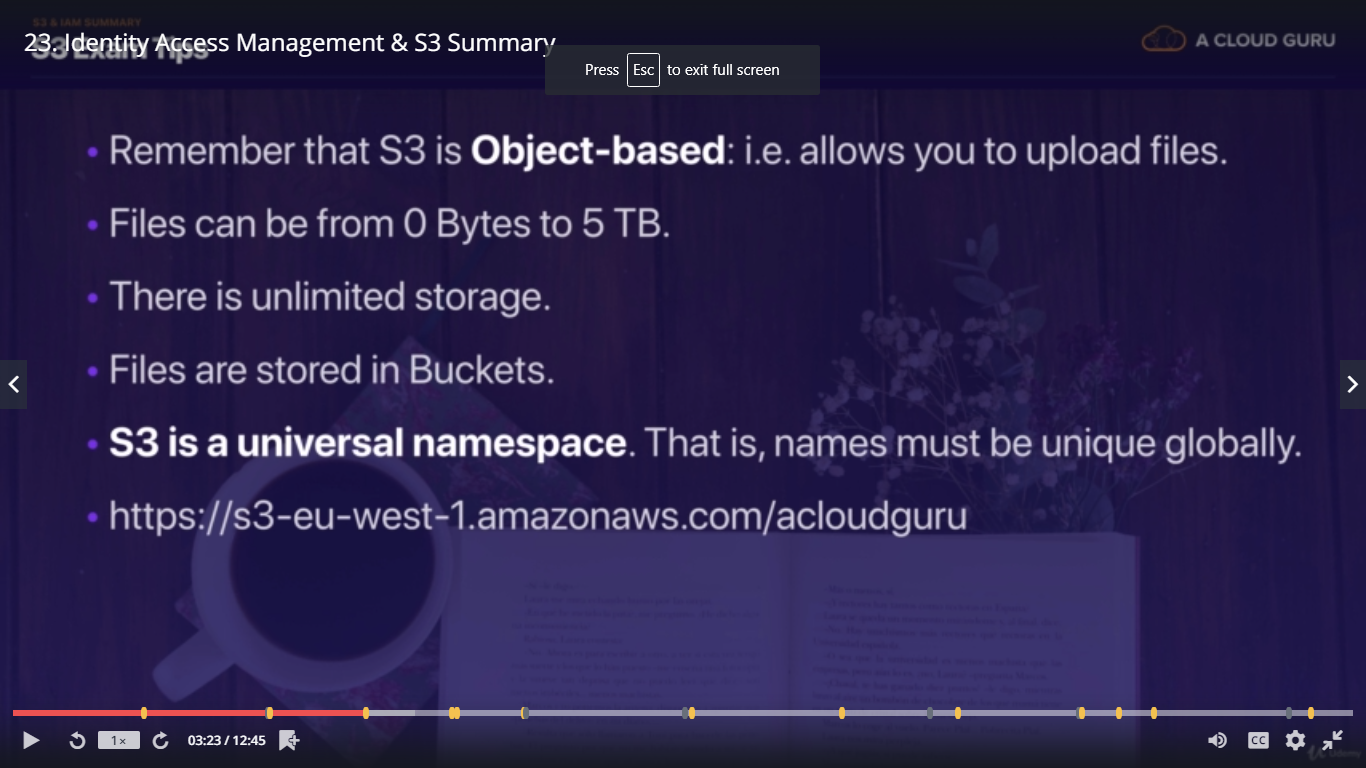 S3 & IAM SUMMARY
S3 Exam Tips
23. Identity Access Management & S3 Summary
A CLOUD GURU
Press Esc to exit full screen
• Remember that S3 is Object-based: i.e. allows you to upload files.
• Files can be from 0 Bytes to 5 TB.
• There is unlimited storage.
• Files are stored in Buckets.
• S3 is a universal namespace. That is, names must be unique globally.
• https://s3-eu-west-1.amazonaws.com/acloudguru
1×
03:23 / 12:45
CC
Udemy